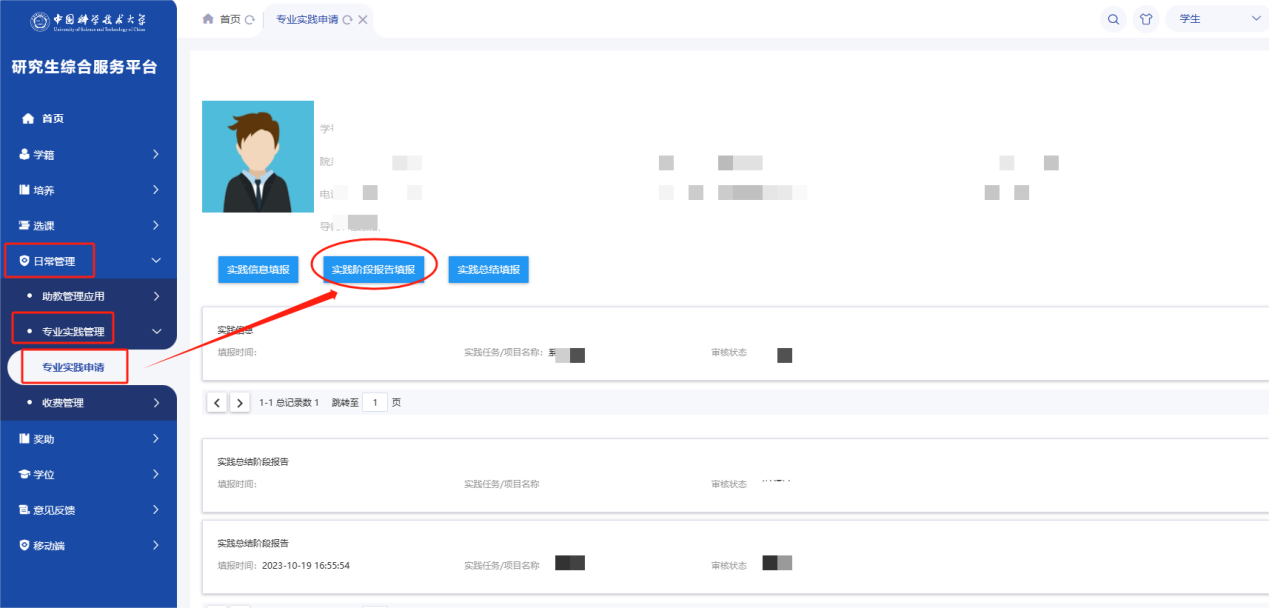 中国科学技术大学
University of Science and Technology of China
首页
专业实践申请
学生
研究生综合服务平台
首页
学籍
培养
选课
日常管理
助教管理应用
专业实践管理
专业实践申请
收费管理
奖助
学位
意见反馈
移动端
实践信息填报 实践阶段报告填报 实践总结填报
实践信息
填报时间: 实践任务/项目名称: 审核状态
1-1 总记录数 1 跳转至 1 页
实践总结阶段报告
填报时间: 实践任务/项目名称 审核状态
实践总结阶段报告
填报时间: 2023-10-19 16:55:54 实践任务/项目名称 审核状态